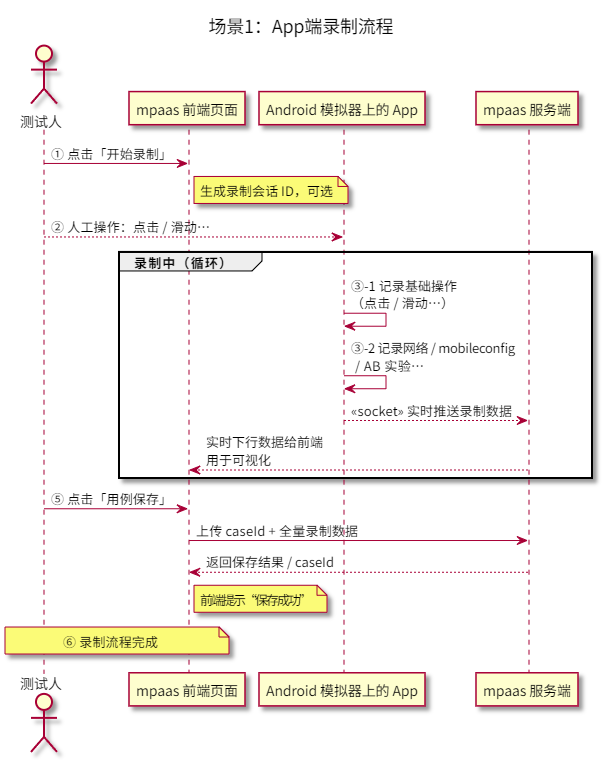 场景1：App端录制流程
测试人
mpaas 前端页面
Android 模拟器上的 App
mpaas 服务端
① 点击「开始录制」
生成录制会话 ID，可选
② 人工操作：点击 / 滑动…
录制中（循环）
③-1 记录基础操作
（点击 / 滑动…）
③-2 记录网络 / mobileconfig
/ AB 实验…
«socket» 实时推送录制数据
实时下行数据给前端
用于可视化
⑤ 点击「用例保存」
上传 caseId + 全量录制数据
返回保存结果 / caseId
前端提示“保存成功”
⑥ 录制流程完成
测试人
mpaas 前端页面
Android 模拟器上的 App
mpaas 服务端